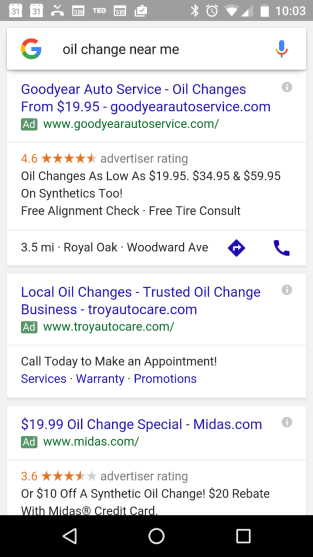 31 31 TED 31 10:03
oil change near me
Goodyear Auto Service - Oil Changes
From $19.95 - goodyearautoservice.com
Ad www.goodyearautoservice.com/
4.6 ★★★★★ advertiser rating
Oil Changes As Low As $19.95. $34.95 & $59.95
On Synthetics Too!
Free Alignment Check · Free Tire Consult
3.5 mi · Royal Oak · Woodward Ave
Local Oil Changes - Trusted Oil Change
Business - troyautocare.com
Ad www.troyautocare.com/
Call Today to Make an Appointment!
Services · Warranty · Promotions
$19.99 Oil Change Special - Midas.com
Ad www.midas.com/
3.6 ★★★★★ advertiser rating
Or $10 Off A Synthetic Oil Change! $20 Rebate
With Midas® Credit Card.